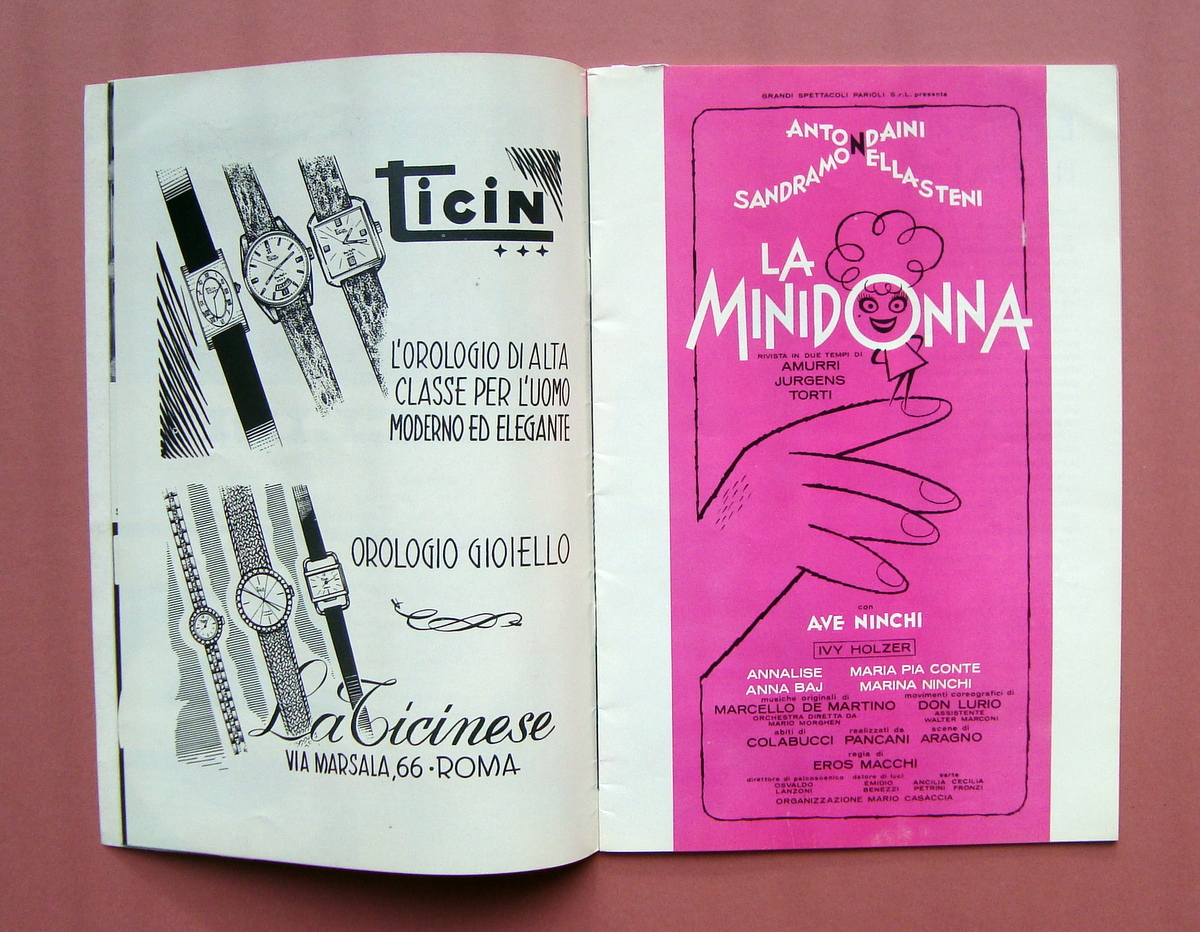 ticin
L'OROLOGIO DI ALTA
CLASSE PER L'UOMO
MODERNO ED ELEGANTE
OROLOGIO GIOIELLO
La Ticinese
VIA MARSALA, 66 · ROMA
GRANDI SPETTACOLI PARIOLI S.r.L. presenta
ANTONDAINI
SANDRAMONELLASTENI
LA
MINIDONNA
RIVISTA IN DUE TEMPI DI
AMURRI
JURGENS
TORTI
con
AVE NINCHI
IVY HOLZER
ANNALISE MARIA PIA CONTE
ANNA BAJ MARINA NINCHI
musiche originali di movimenti coreografici di
MARCELLO DE MARTINO DON LURIO
ORCHESTRA DIRETTA DA ASSISTENTE
MARIO MORGHEN WALTER MARCONI
abiti di realizzati da scene di
COLABUCCI PANCANI ARAGNO
regia di
EROS MACCHI
direttore di palcoscenico datore di luci sarte
OSVALDO EMIDIO ANCILIA CECILIA
LANZONI BENEZZI PETRINI FRONZI
ORGANIZZAZIONE MARIO CASACCIA